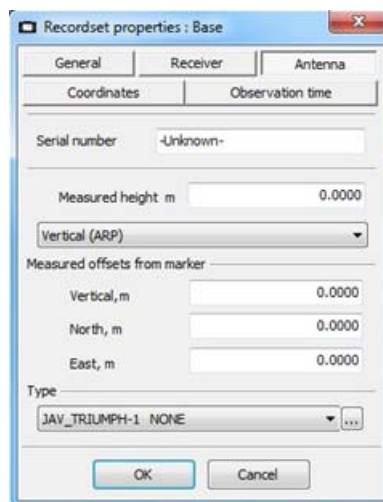 Recordset properties : Base
General Receiver Antenna
Coordinates Observation time
Serial number -Unknown-
Measured height m 0.0000
Vertical (ARP)
Measured offsets from marker
Vertical,m 0.0000
North, m 0.0000
East, m 0.0000
Type
JAV_TRIUMPH-1 NONE ...
OK Cancel